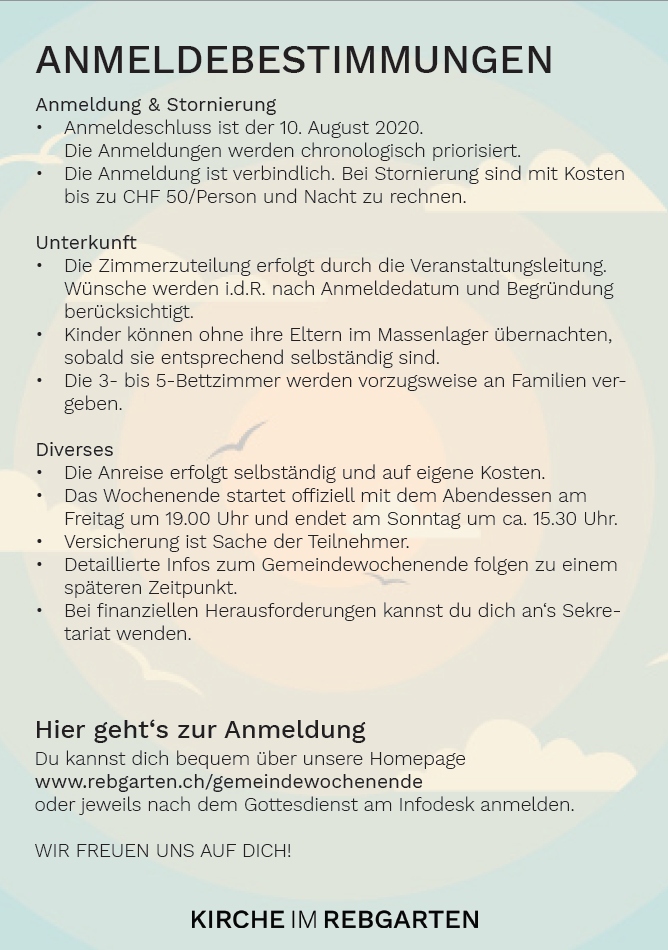 ANMELDEBESTIMMUNGEN
Anmeldung & Stornierung
• Anmeldeschluss ist der 10. August 2020.
Die Anmeldungen werden chronologisch priorisiert.
• Die Anmeldung ist verbindlich. Bei Stornierung sind mit Kosten
bis zu CHF 50/Person und Nacht zu rechnen.
Unterkunft
• Die Zimmerzuteilung erfolgt durch die Veranstaltungsleitung.
Wünsche werden i.d.R. nach Anmeldedatum und Begründung
berücksichtigt.
• Kinder können ohne ihre Eltern im Massenlager übernachten,
sobald sie entsprechend selbständig sind.
• Die 3- bis 5-Bettzimmer werden vorzugsweise an Familien ver-
geben.
Diverses
• Die Anreise erfolgt selbständig und auf eigene Kosten.
• Das Wochenende startet offiziell mit dem Abendessen am
Freitag um 19.00 Uhr und endet am Sonntag um ca. 15.30 Uhr.
• Versicherung ist Sache der Teilnehmer.
• Detaillierte Infos zum Gemeindewochenende folgen zu einem
späteren Zeitpunkt.
• Bei finanziellen Herausforderungen kannst du dich an‘s Sekre-
tariat wenden.
Hier geht‘s zur Anmeldung
Du kannst dich bequem über unsere Homepage
www.rebgarten.ch/gemeindewochenende
oder jeweils nach dem Gottesdienst am Infodesk anmelden.
WIR FREUEN UNS AUF DICH!
KIRCHE IM REBGARTEN